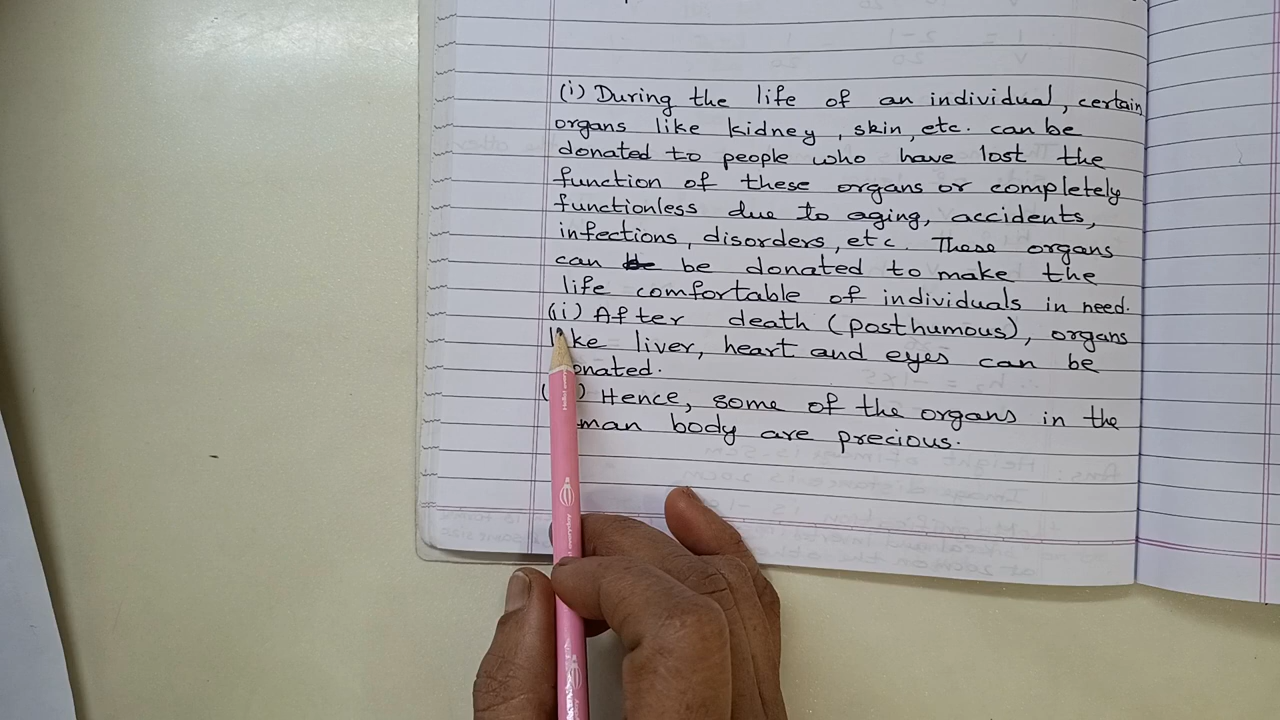 (i) During the life of an individual, certain
organs like kidney, skin, etc. can be
donated to people who have lost the
function of these organs or completely
functionless due to aging, accidents,
infections, disorders, etc. These organs
can be be donated to make the
life comfortable of individuals in need.
(ii) After death (posthumous), organs
like liver, heart and eyes can be
onated.
Hence, some of the organs in the
man body are precious.